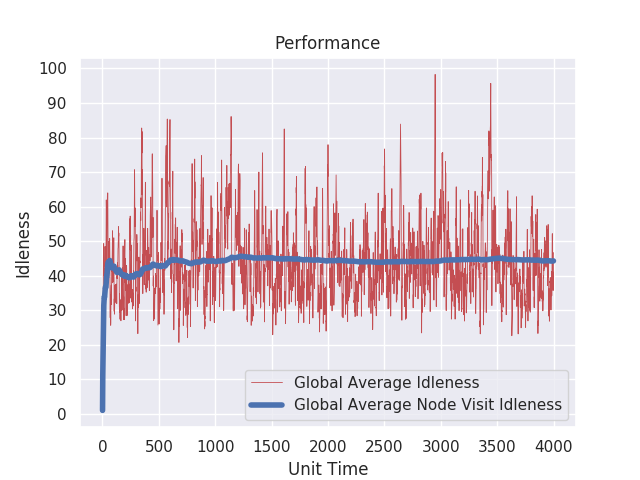 Performance
100
90
80
70
60
50
40
30
20
10
0
Idleness
Global Average Idleness
Global Average Node Visit Idleness
0 500 1000 1500 2000 2500 3000 3500 4000
Unit Time